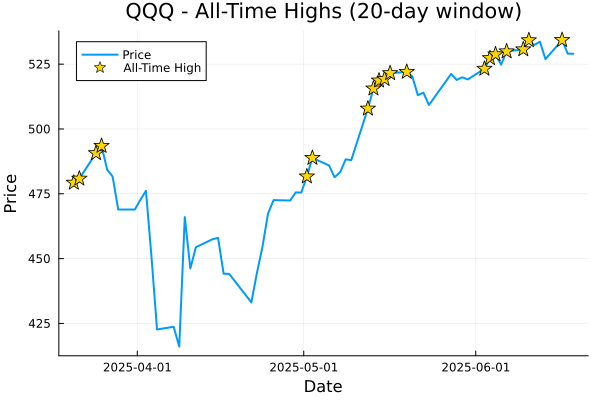 QQQ - All-Time Highs (20-day window)
Price
All-Time High
525
500
475
450
425
Price
2025-04-01
2025-05-01
2025-06-01
Date